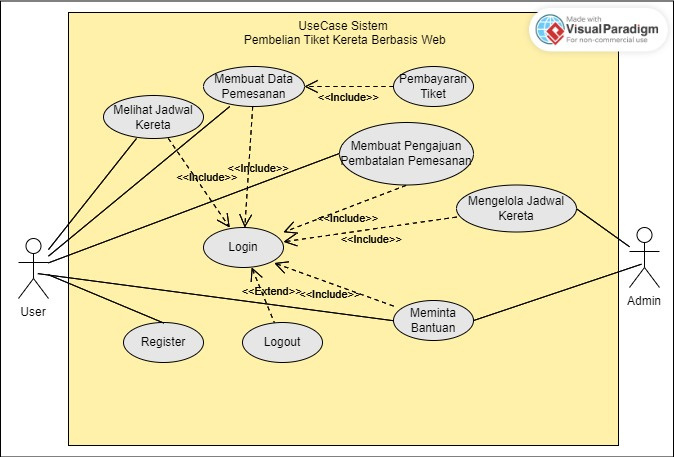 UseCase Sistem
Pembelian Tiket Kereta Berbasis Web
Made with
VisualParadigm
For non-commercial use
Membuat Data
Pemesanan
Pembayaran
Tiket
<<Include>>
Melihat Jadwal
Kereta
Membuat Pengajuan
Pembatalan Pemesanan
<<Include>>
<<Include>>
Mengelola Jadwal
Kereta
<<Include>>
<<Include>>
Login
User
Admin
<<Extend>>
<<Include>>
Meminta
Bantuan
Register
Logout